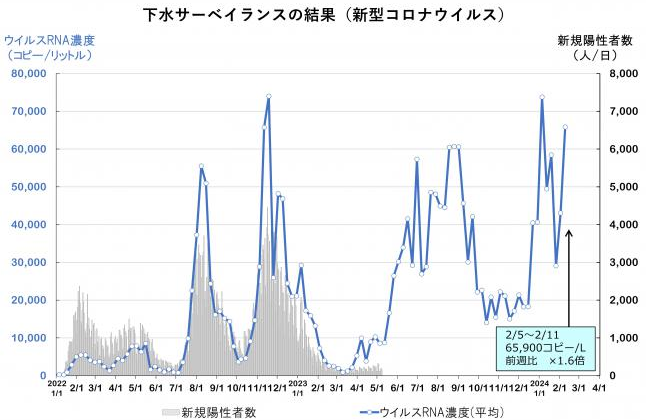 下水サーベイランスの結果（新型コロナウイルス）
ウイルスRNA濃度
（コピー/リットル）
新規陽性者数
（人/日）
80,000
70,000
60,000
50,000
40,000
30,000
20,000
10,000
0
8,000
7,000
6,000
5,000
4,000
3,000
2,000
1,000
0
2/5～2/11
65,900コピー/L
前週比　×1.6倍
2022
1/1 2/1 3/1 4/1 5/1 6/1 7/1 8/1 9/1 10/1 11/1 12/1
2023
1/1 2/1 3/1 4/1 5/1 6/1 7/1 8/1 9/1 10/1 11/1 12/1
2024
1/1 2/1 3/1 4/1
新規陽性者数
ウイルスRNA濃度(平均)